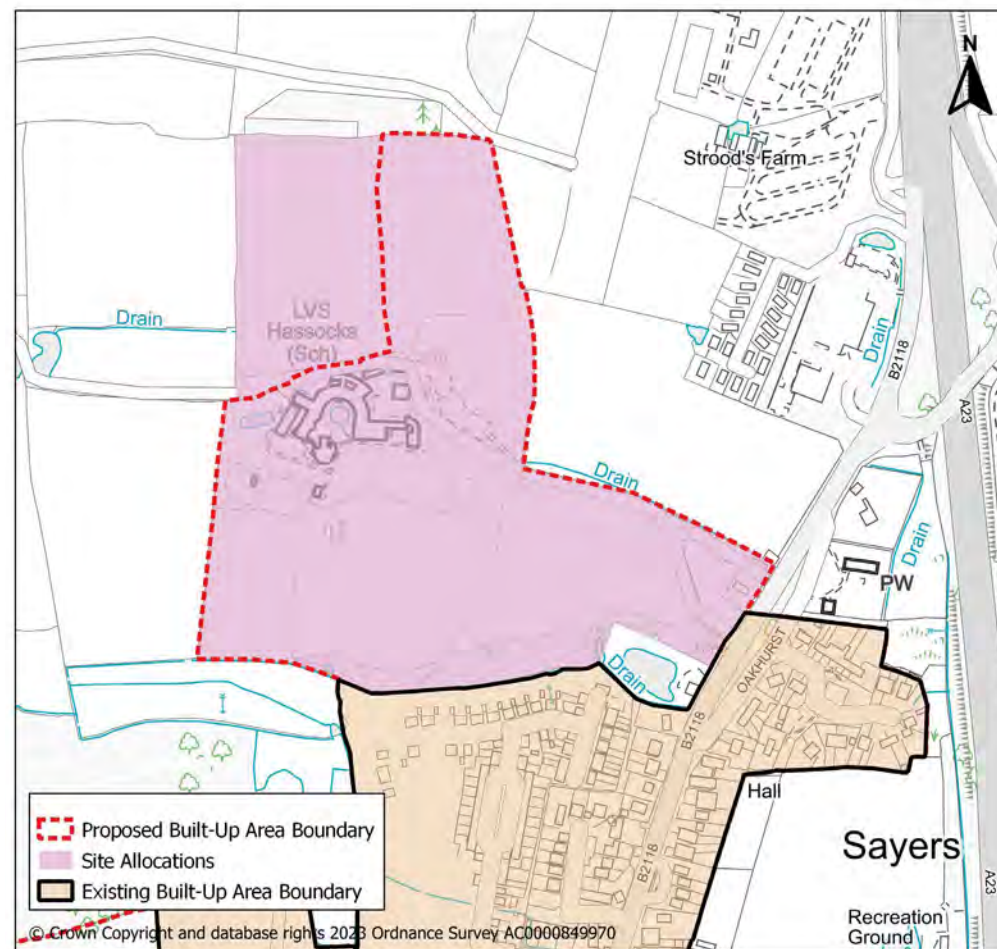 N
Strood's Farm
LVS
Hassocks
(Sch)
Drain
Drain
B2118
A23
Drain
Drain
PW
Drain
OAKHURST
B2118
Hall
B2118
Sayers
A23
Recreation
Ground
Proposed Built-Up Area Boundary
Site Allocations
Existing Built-Up Area Boundary
© Crown Copyright and database rights 2023 Ordnance Survey AC0000849970